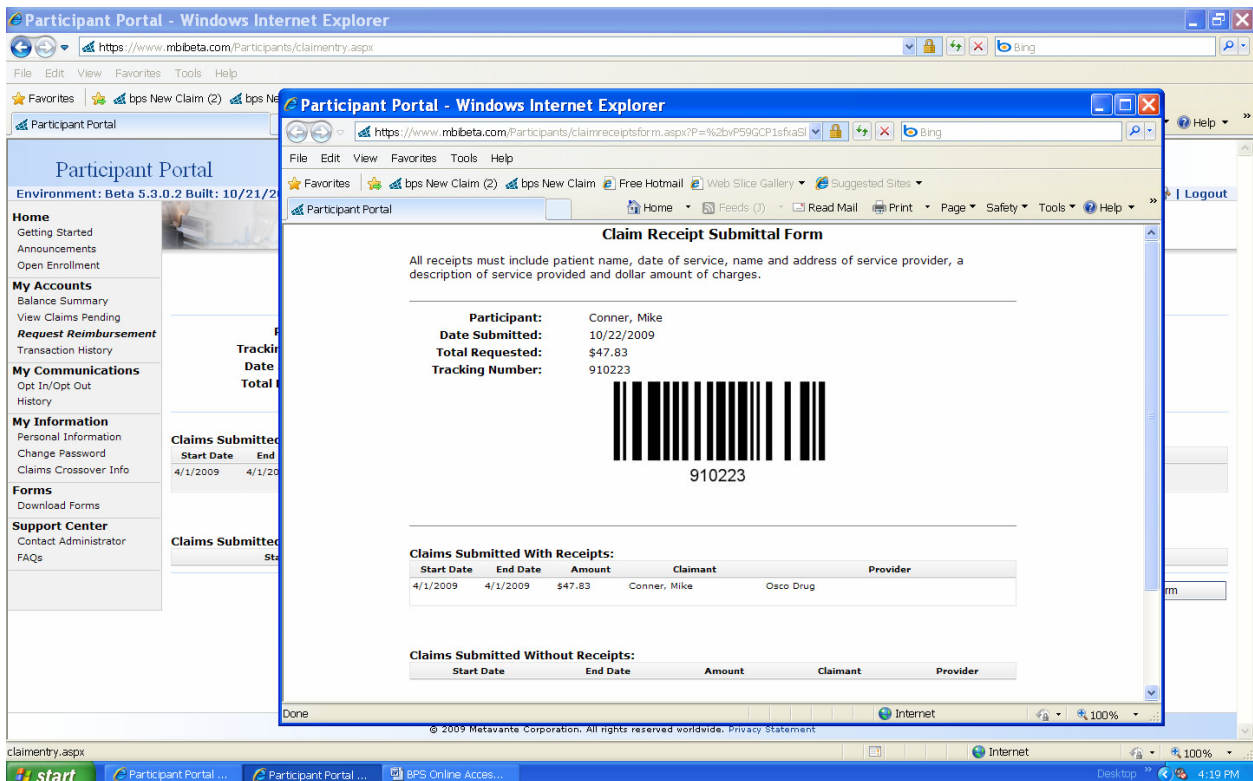 Participant Portal - Windows Internet Explorer
https://www.mbibeta.com/Participants/claimentry.aspx
Bing
File Edit View Favorites Tools Help
Favorites bps New Claim (2) bps Ne
Participant Portal
Help
Participant Portal
Environment: Beta 5.3.0.2 Built: 10/21/2
| Logout
Home
Getting Started
Announcements
Open Enrollment
My Accounts
Balance Summary
View Claims Pending
Request Reimbursement
Transaction History
My Communications
Opt In/Opt Out
History
My Information
Personal Information
Change Password
Claims Crossover Info
Forms
Download Forms
Support Center
Contact Administrator
FAQs
Trackin
Date
Total
Claims Submitted
Start Date End
4/1/2009 4/1/20
Claims Submitted
Sta
rm
Participant Portal - Windows Internet Explorer
https://www.mbibeta.com/Participants/claimreceiptsform.aspx?P=%2bvP59GCP1sfxaSl
Bing
File Edit View Favorites Tools Help
Favorites bps New Claim (2) bps New Claim Free Hotmail Web Slice Gallery Suggested Sites
Participant Portal
Home Feeds (J) Read Mail Print Page Safety Tools Help
Claim Receipt Submittal Form
All receipts must include patient name, date of service, name and address of service provider, a
description of service provided and dollar amount of charges.
Participant: Conner, Mike
Date Submitted: 10/22/2009
Total Requested: $47.83
Tracking Number: 910223
910223
Claims Submitted With Receipts:
Start Date End Date Amount Claimant Provider
4/1/2009 4/1/2009 $47.83 Conner, Mike Osco Drug
Claims Submitted Without Receipts:
Start Date End Date Amount Claimant Provider
Done Internet 100%
© 2009 Metavante Corporation. All rights reserved worldwide. Privacy Statement
claimentry.aspx Internet 100%
start Participant Portal ... Participant Portal ... BPS Online Acces... Desktop 4:19 PM